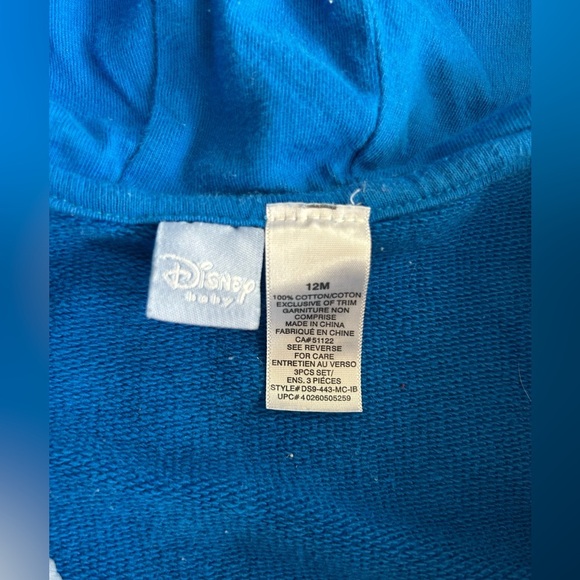 Disney
baby
12M
100% COTTON/COTON
EXCLUSIVE OF TRIM
GARNITURE NON
COMPRISE
MADE IN CHINA
FABRIQUÉ EN CHINE
CA#51122
SEE REVERSE
FOR CARE
ENTRETIEN AU VERSO
3PCS SET/
ENS. 3 PIÈCES
STYLE# DS9-443-MC-IB
UPC# 40260505259